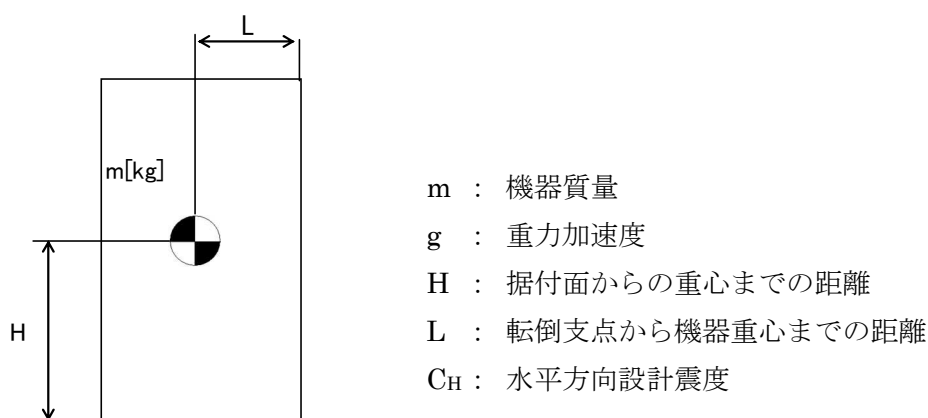 L
m[kg]
H
m : 機器質量
g : 重力加速度
H : 据付面からの重心までの距離
L : 転倒支点から機器重心までの距離
CH : 水平方向設計震度